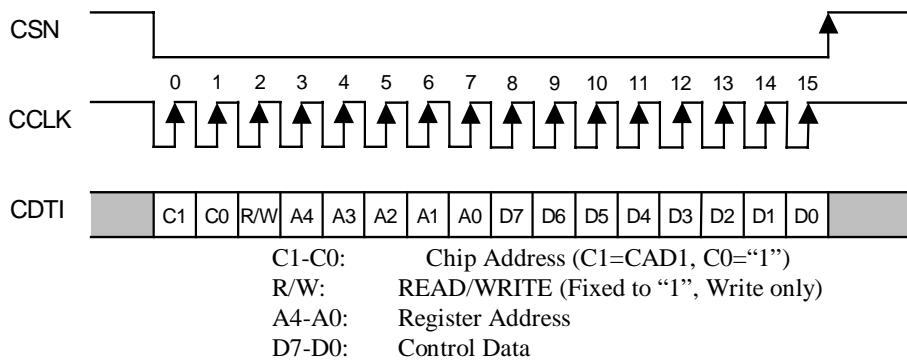 CSN
0 1 2 3 4 5 6 7 8 9 10 11 12 13 14 15
CCLK
CDTI C1 C0 R/W A4 A3 A2 A1 A0 D7 D6 D5 D4 D3 D2 D1 D0
C1-C0: Chip Address (C1=CAD1, C0=“1”)
R/W: READ/WRITE (Fixed to “1”, Write only)
A4-A0: Register Address
D7-D0: Control Data